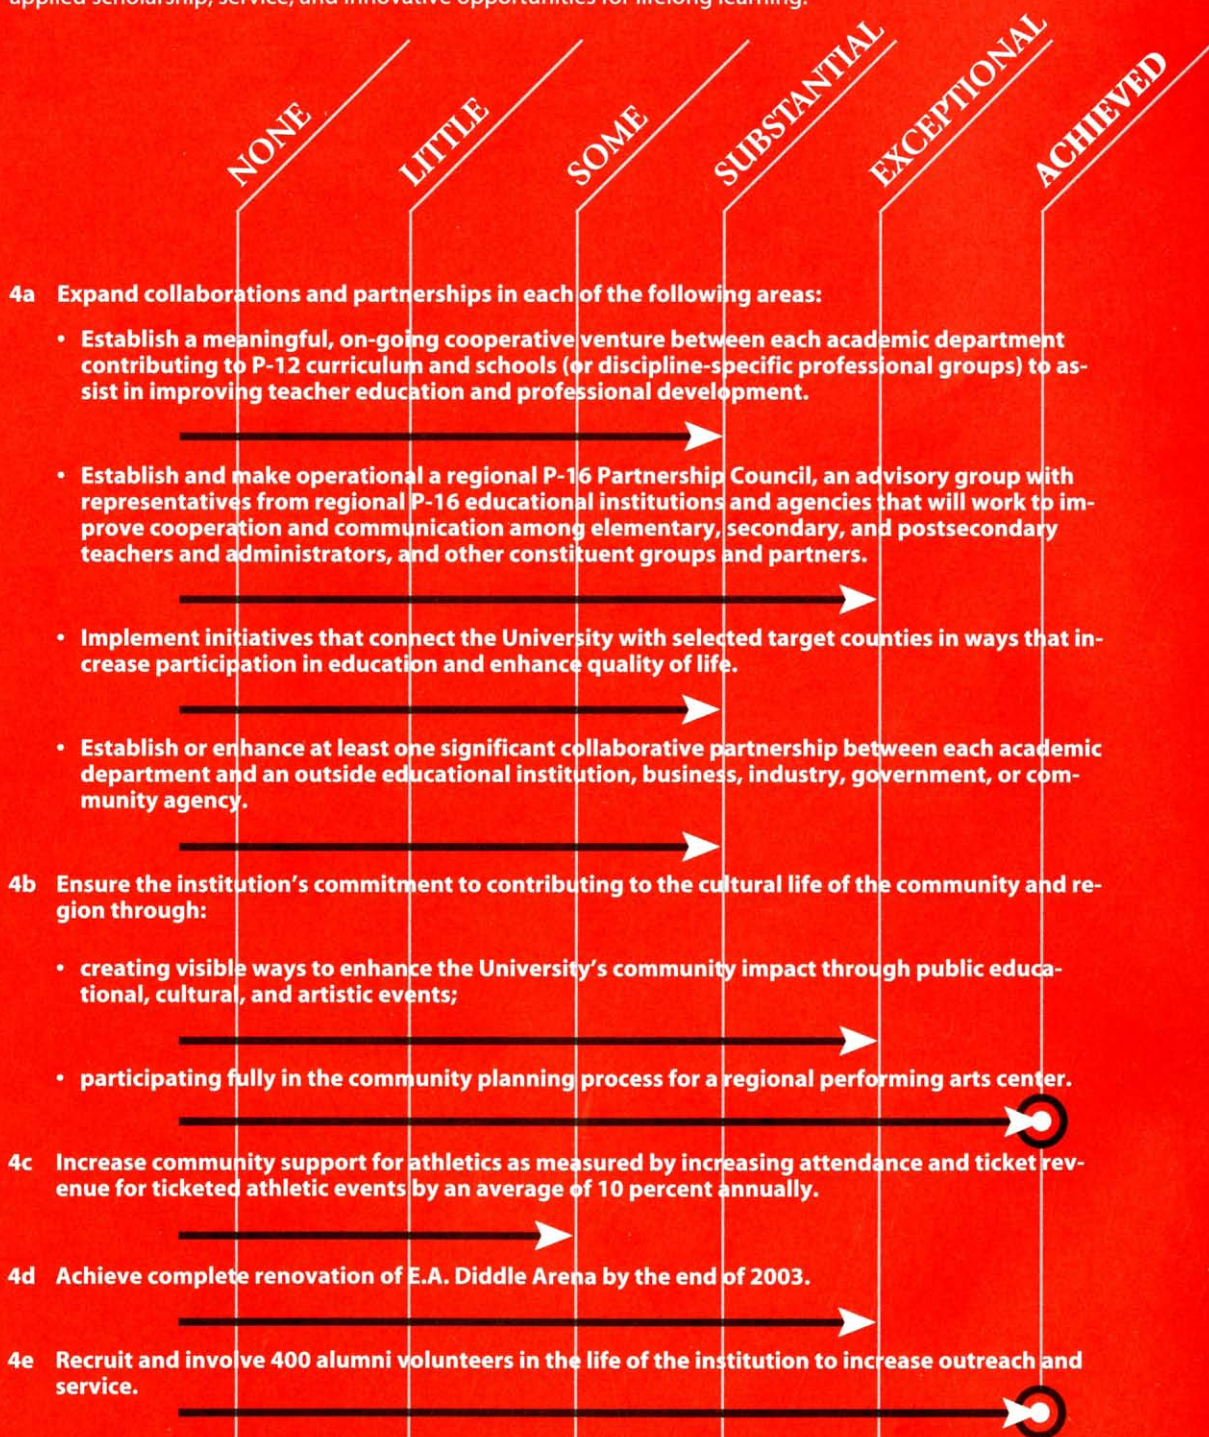 applied scholarship, service, and innovative opportunities for lifelong learning.
NONE
LITTLE
SOME
SUBSTANTIAL
EXCEPTIONAL
ACHIEVED
4a Expand collaborations and partnerships in each of the following areas:
• Establish a meaningful, on-going cooperative venture between each academic department
contributing to P-12 curriculum and schools (or discipline-specific professional groups) to as-
sist in improving teacher education and professional development.
• Establish and make operational a regional P-16 Partnership Council, an advisory group with
representatives from regional P-16 educational institutions and agencies that will work to im-
prove cooperation and communication among elementary, secondary, and postsecondary
teachers and administrators, and other constituent groups and partners.
• Implement initiatives that connect the University with selected target counties in ways that in-
crease participation in education and enhance quality of life.
• Establish or enhance at least one significant collaborative partnership between each academic
department and an outside educational institution, business, industry, government, or com-
munity agency.
4b Ensure the institution's commitment to contributing to the cultural life of the community and re-
gion through:
• creating visible ways to enhance the University's community impact through public educa-
tional, cultural, and artistic events;
• participating fully in the community planning process for a regional performing arts center.
4c Increase community support for athletics as measured by increasing attendance and ticket rev-
enue for ticketed athletic events by an average of 10 percent annually.
4d Achieve complete renovation of E.A. Diddle Arena by the end of 2003.
4e Recruit and involve 400 alumni volunteers in the life of the institution to increase outreach and
service.